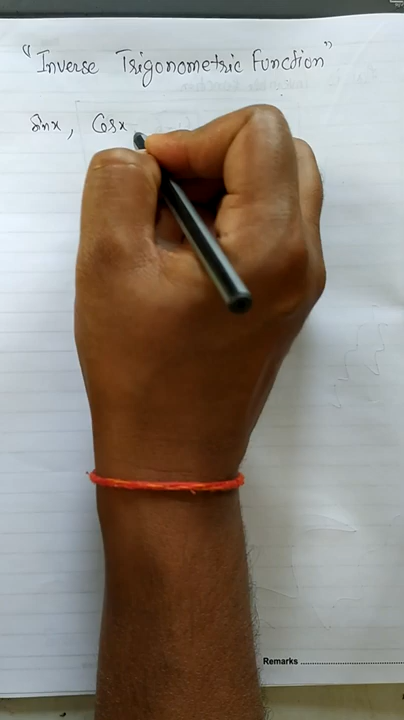 "Inverse Trigonometric Function"
Sinx, Cosx
Remarks ........................